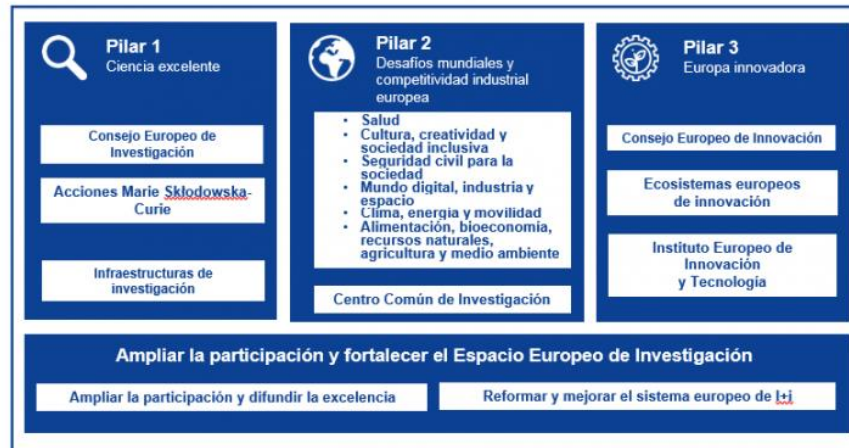 Pilar 1
Ciencia excelente
Consejo Europeo de
Investigación
Acciones Marie Skłodowska-
Curie
Infraestructuras de
investigación
Pilar 2
Desafíos mundiales y
competitividad industrial
europea
• Salud
• Cultura, creatividad y
sociedad inclusiva
• Seguridad civil para la
sociedad
• Mundo digital, industria y
espacio
• Clima, energía y movilidad
• Alimentación, bioeconomía,
recursos naturales,
agricultura y medio ambiente
Centro Común de Investigación
Pilar 3
Europa innovadora
Consejo Europeo de Innovación
Ecosistemas europeos
de innovación
Instituto Europeo de
Innovación
y Tecnología
Ampliar la participación y fortalecer el Espacio Europeo de Investigación
Ampliar la participación y difundir la excelencia
Reformar y mejorar el sistema europeo de I+i